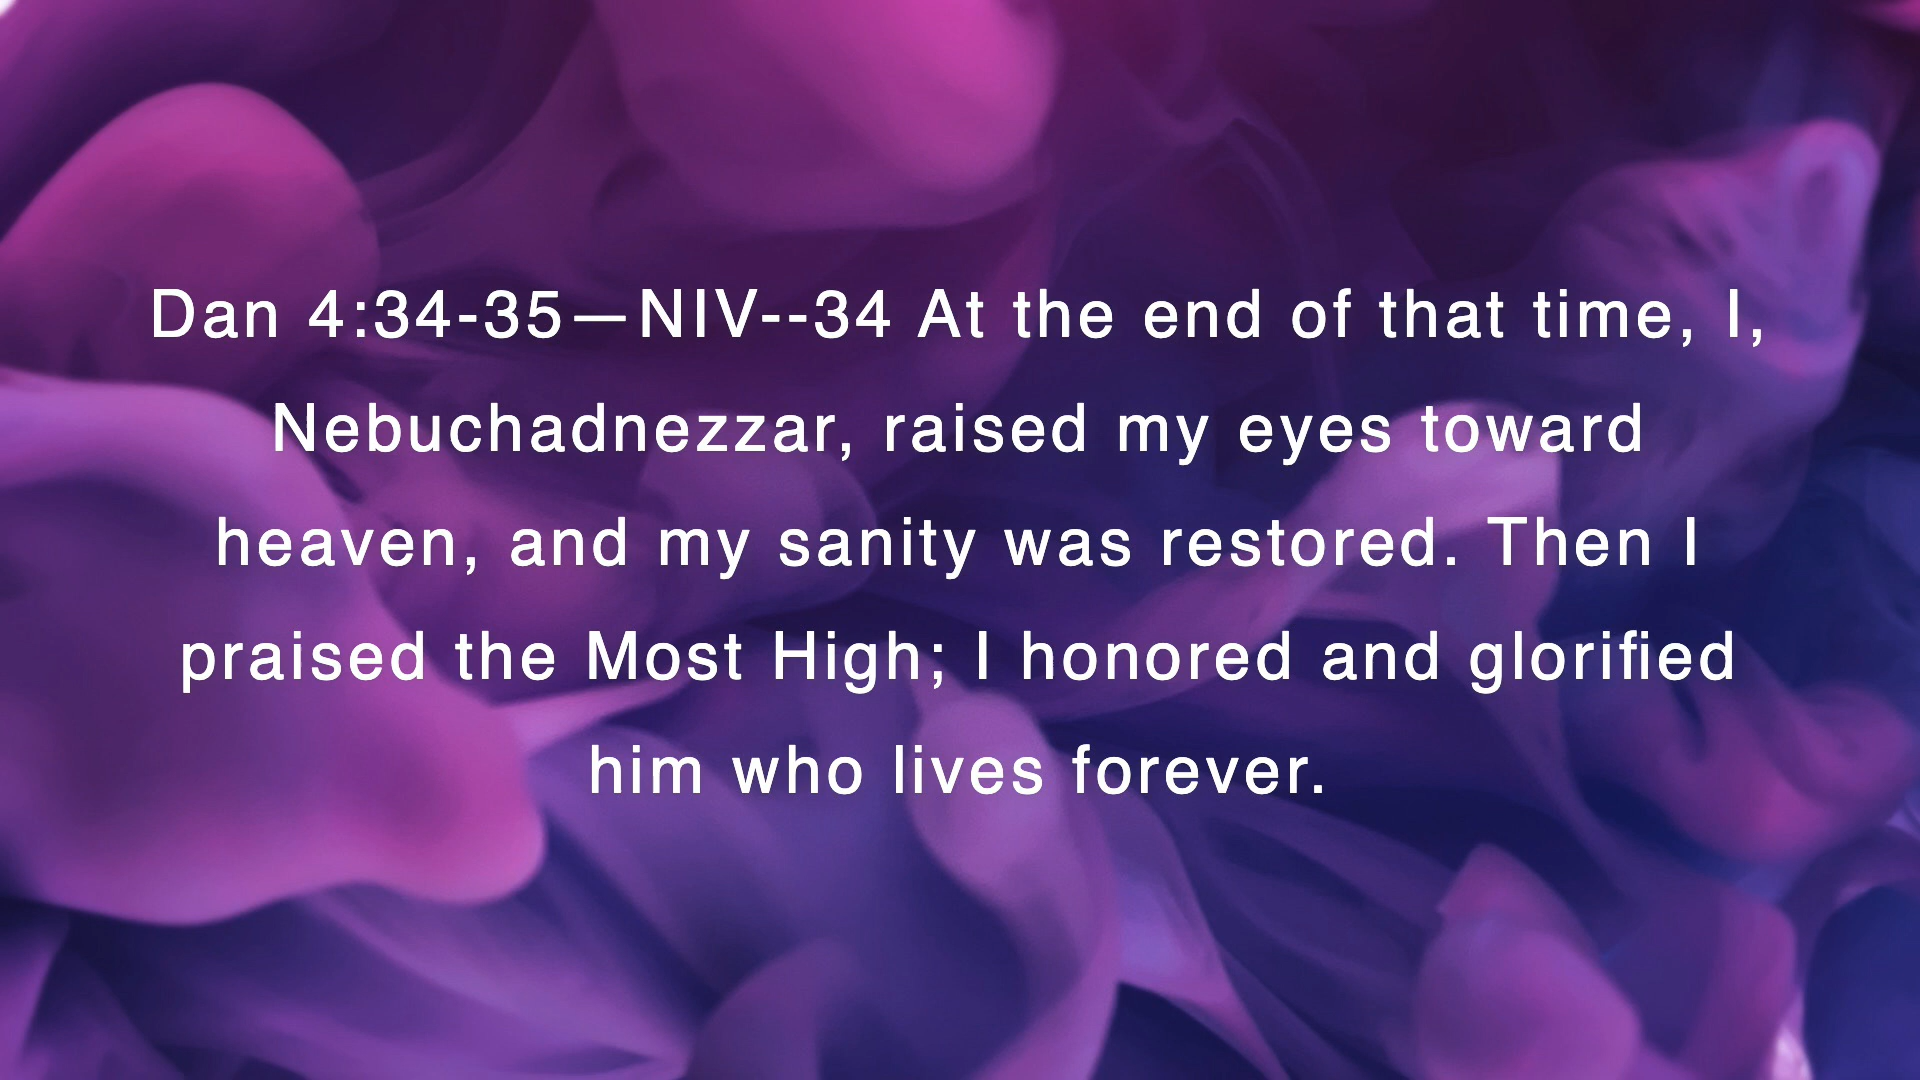 Dan 4:34-35—NIV--34 At the end of that time, I,
Nebuchadnezzar, raised my eyes toward
heaven, and my sanity was restored. Then I
praised the Most High; I honored and glorified
him who lives forever.